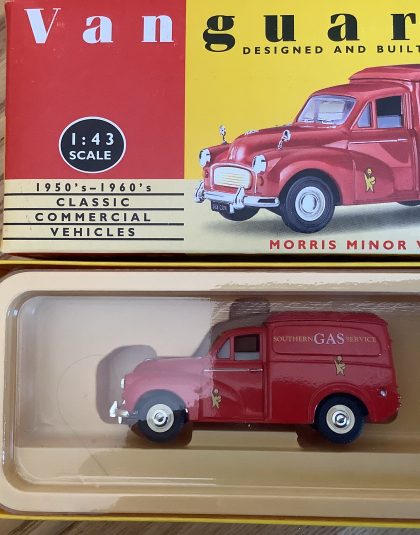 Vanguar
DESIGNED AND BUILT
1:43
SCALE
1950's–1960's
CLASSIC
COMMERCIAL
VEHICLES
MORRIS MINOR V
SOUTHERN GAS SERVICE